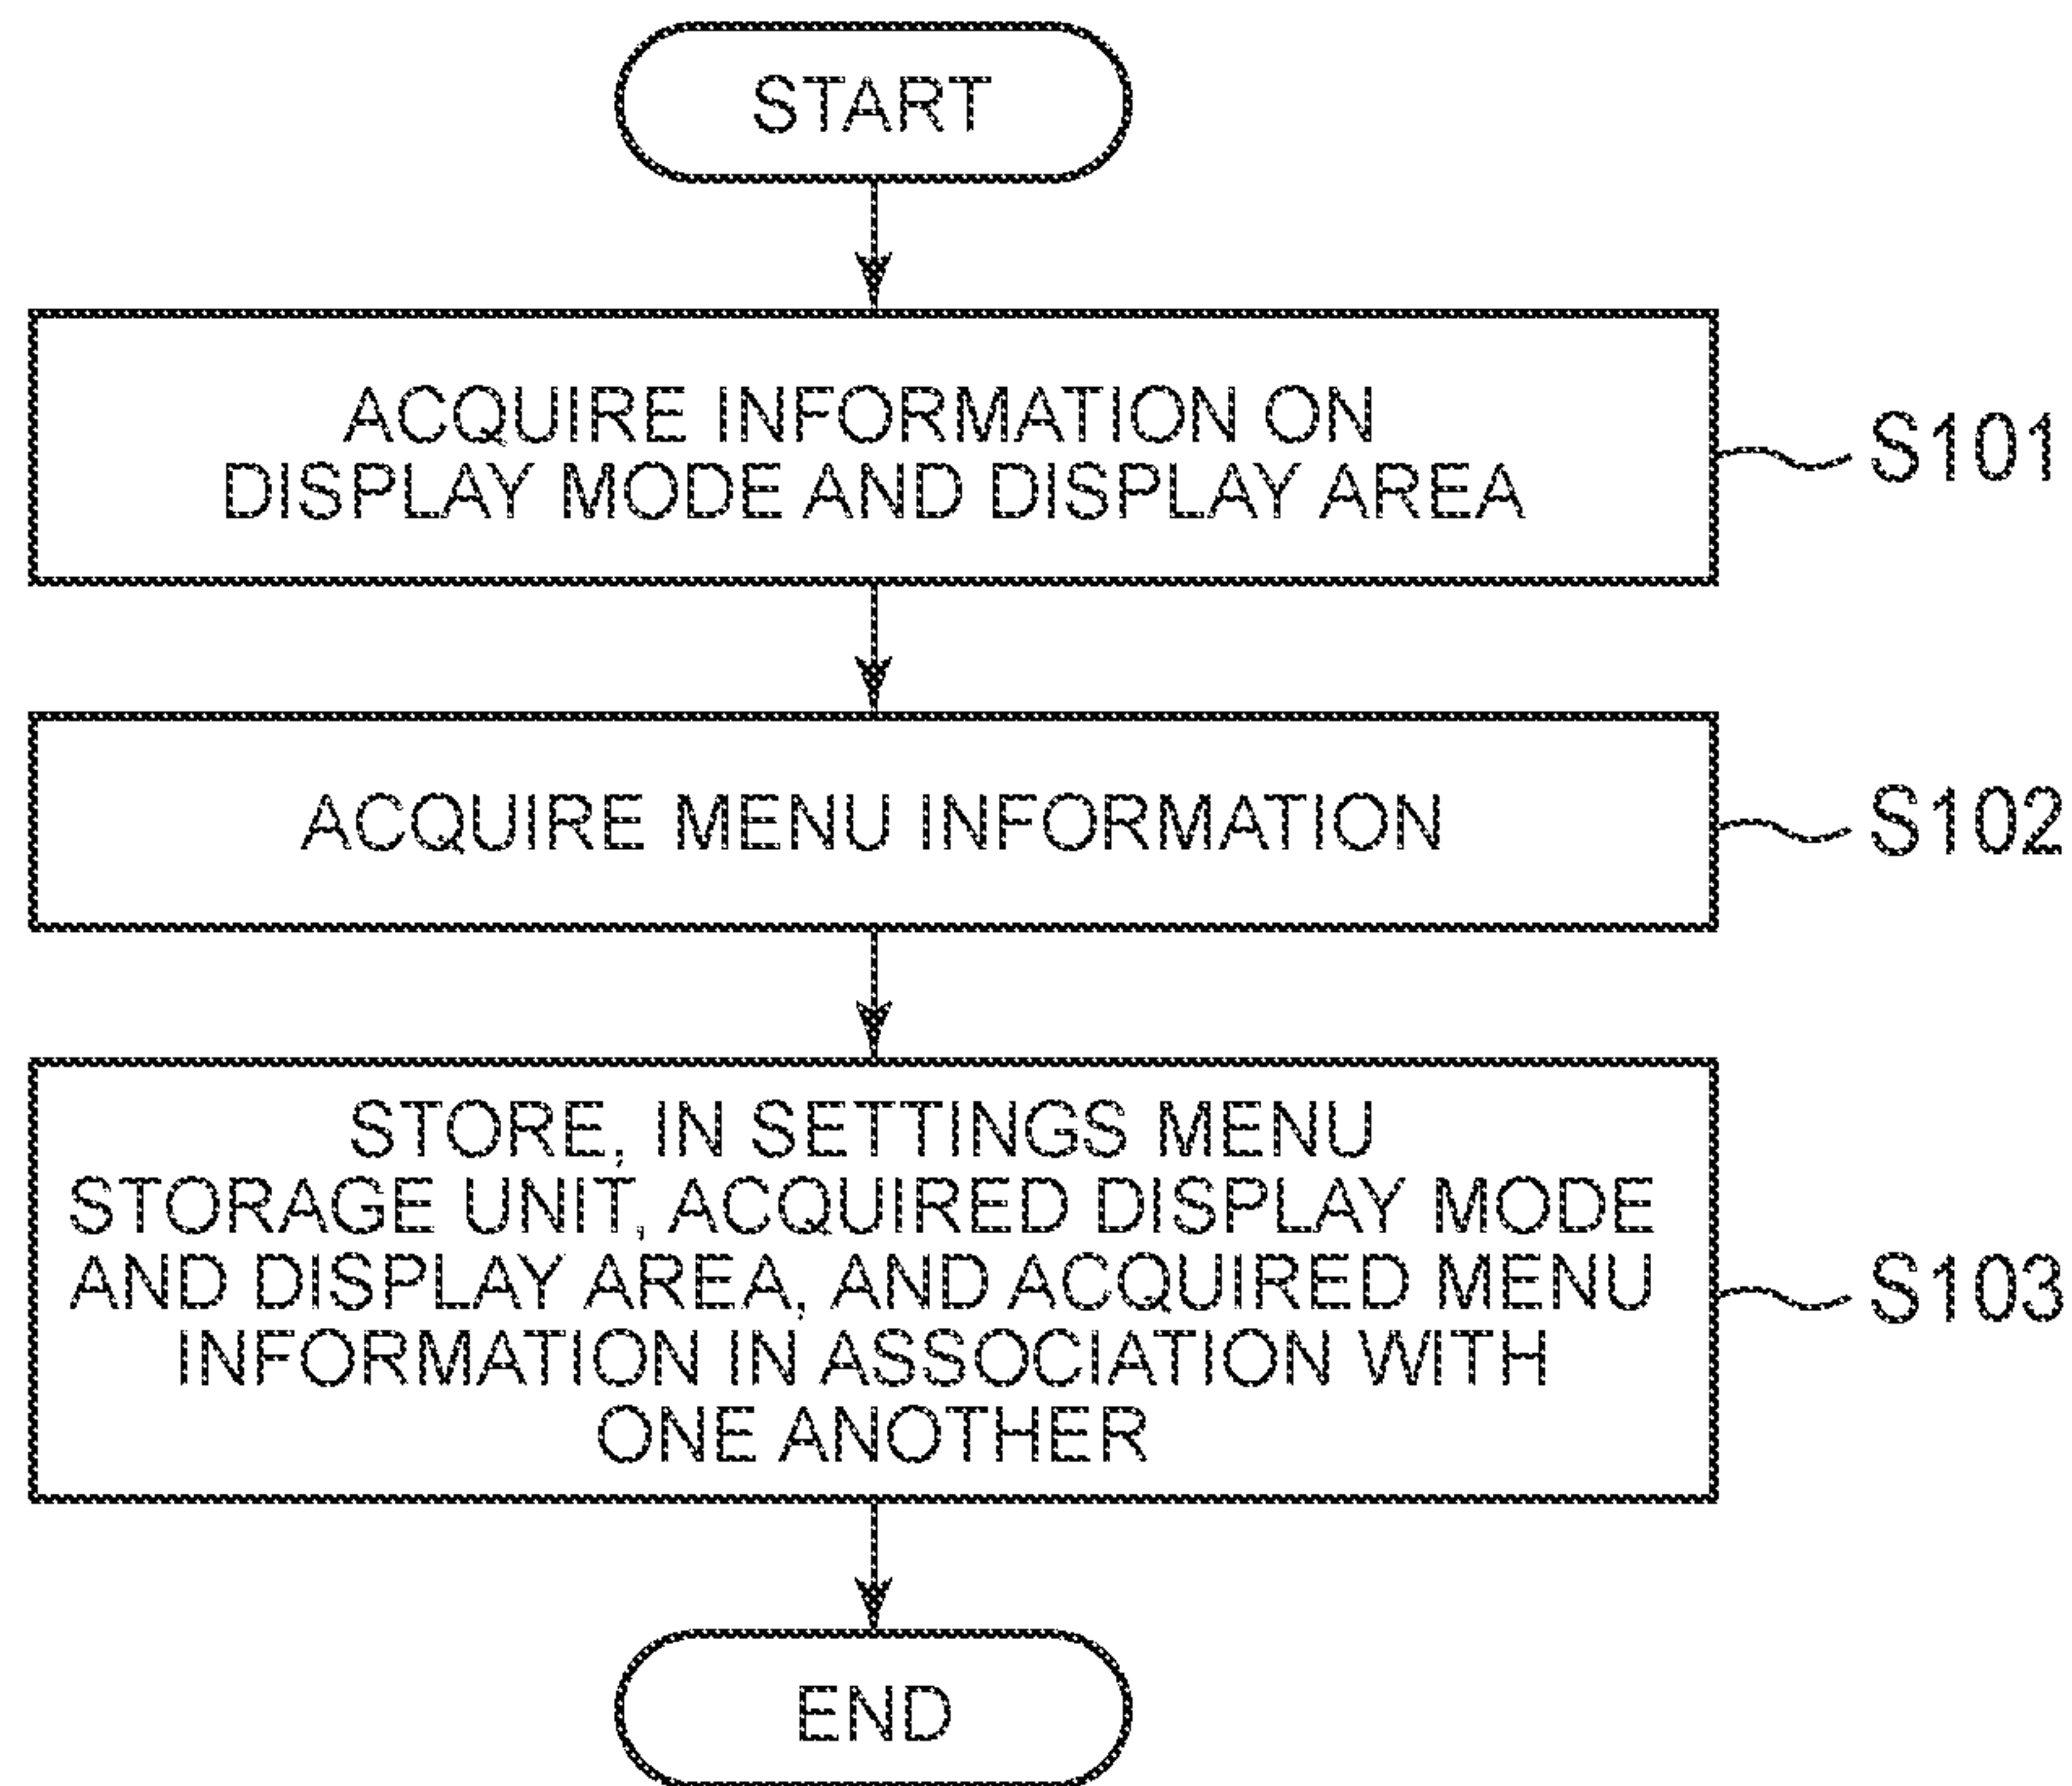 START
ACQUIRE INFORMATION ON
DISPLAY MODE AND DISPLAY AREA
S101
ACQUIRE MENU INFORMATION
S102
STORE, IN SETTINGS MENU
STORAGE UNIT, ACQUIRED DISPLAY MODE
AND DISPLAY AREA, AND ACQUIRED MENU
INFORMATION IN ASSOCIATION WITH
ONE ANOTHER
S103
END